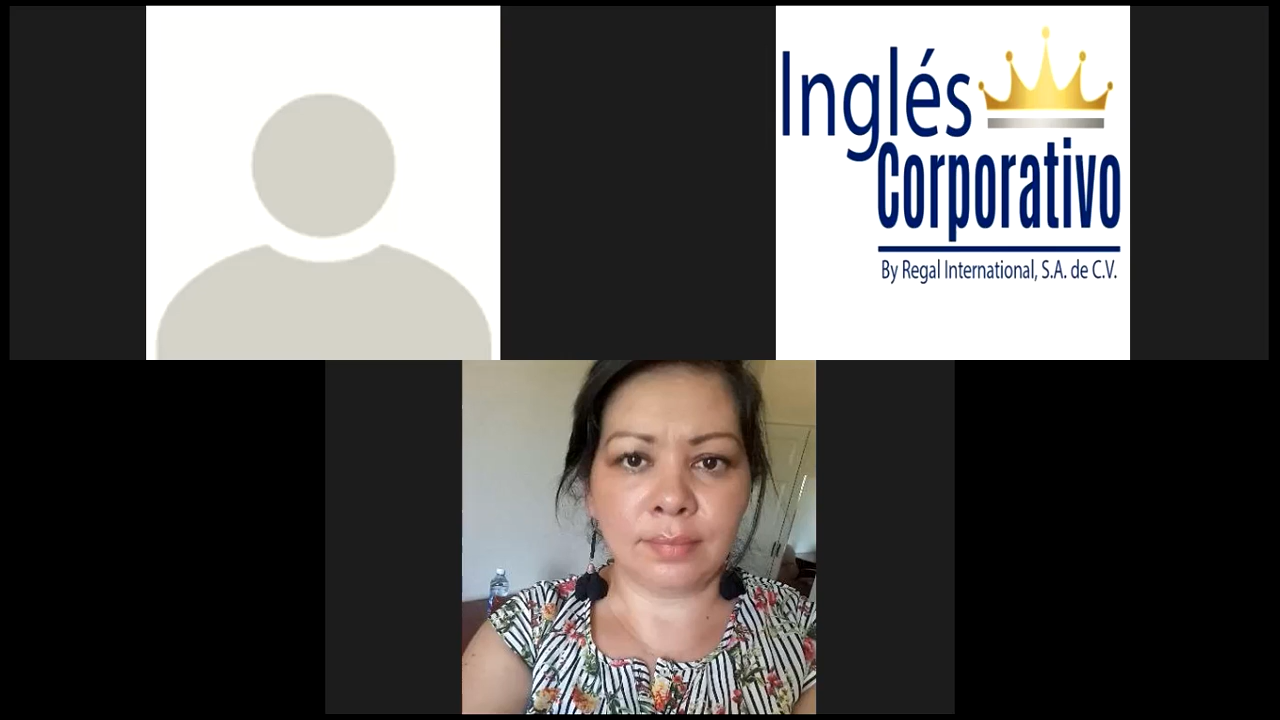 Inglés
Corporativo
By Regal International, S.A. de C.V.